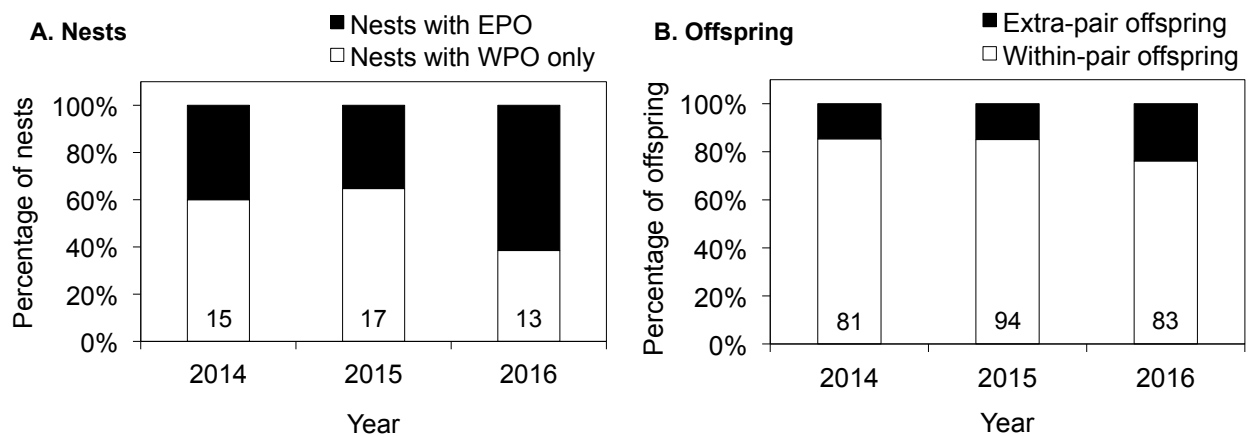 A. Nests
Nests with EPO
Nests with WPO only
Percentage of nests
100%
80%
60%
40%
20%
0%
15
17
13
2014
2015
2016
Year
B. Offspring
Extra-pair offspring
Within-pair offspring
Percentage of offspring
100%
80%
60%
40%
20%
0%
81
94
83
2014
2015
2016
Year